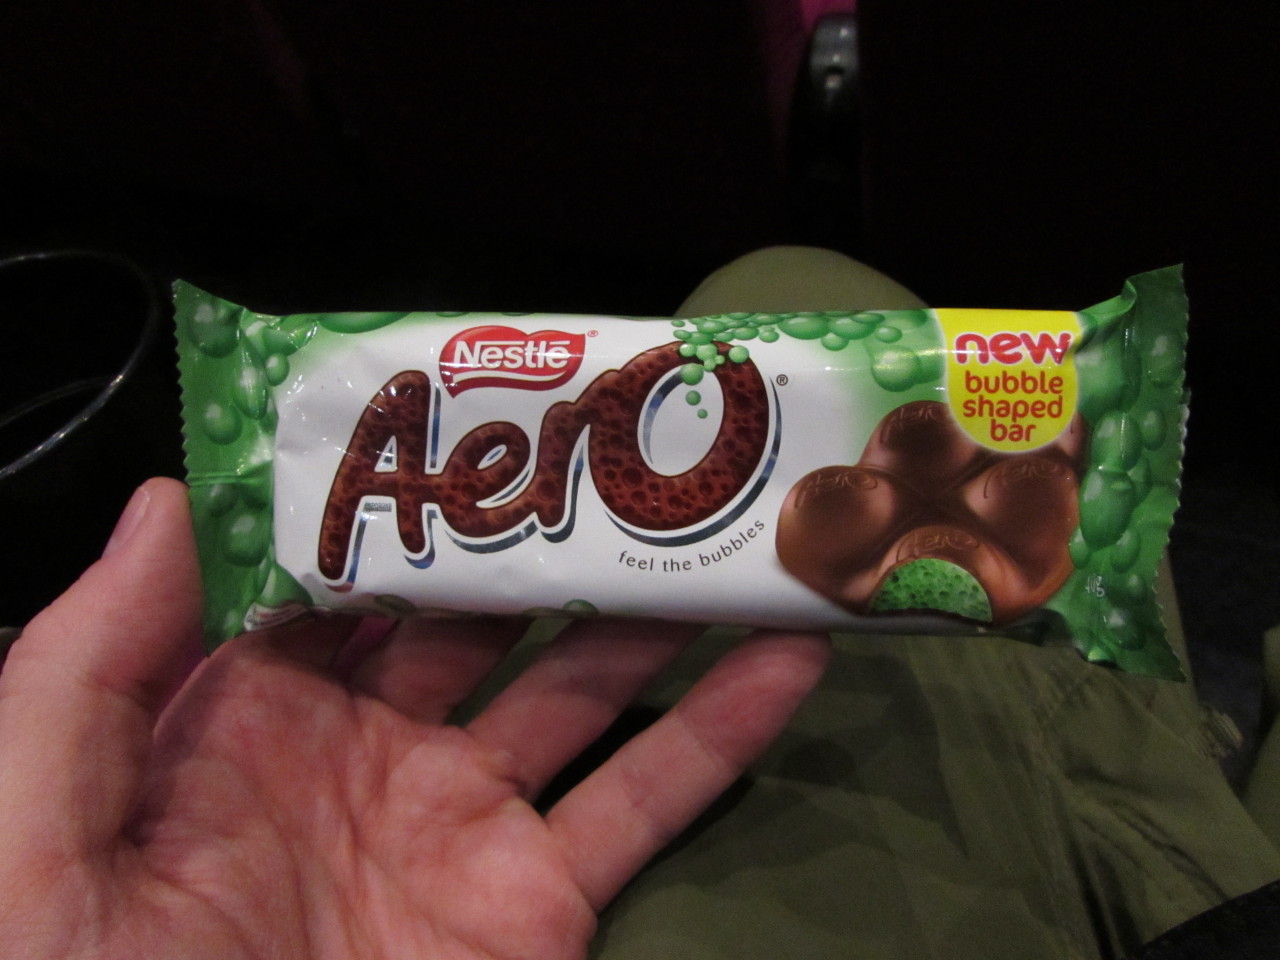 Nestlé
Aero
feel the bubbles
new
bubble
shaped
bar